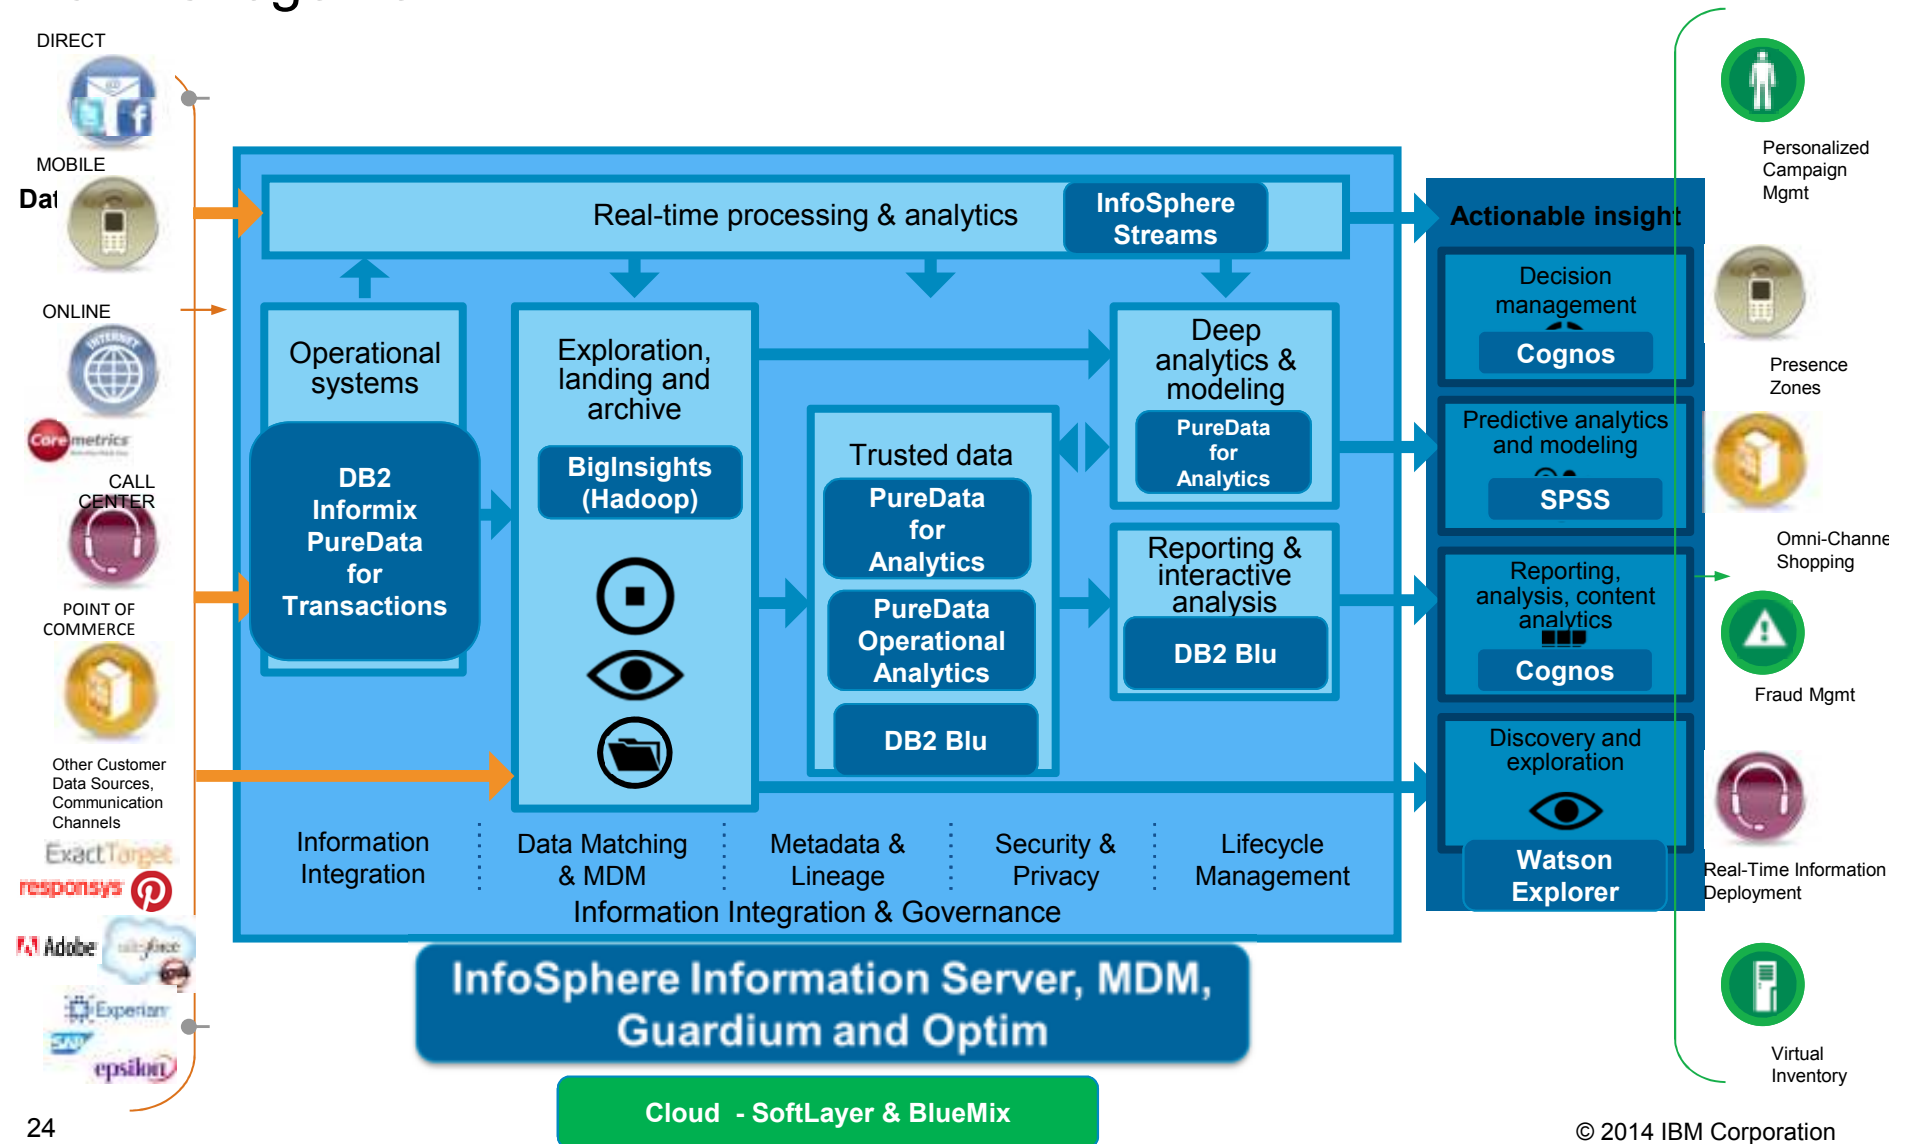 DIRECT
MOBILE
Dat
ONLINE
INTERNET
Coremetrics
CALL
CENTER
POINT OF
COMMERCE
Other Customer
Data Sources,
Communication
Channels
ExactTarget
responsys
Adobe
salesforce
Experian
SAP
epsilon
24
Real-time processing & analytics
InfoSphere
Streams
Operational
systems
DB2
Informix
PureData
for
Transactions
Exploration,
landing and
archive
BigInsights
(Hadoop)
Trusted data
PureData
for
Analytics
PureData
Operational
Analytics
DB2 Blu
Deep
analytics &
modeling
PureData
for
Analytics
Reporting &
interactive
analysis
DB2 Blu
Information
Integration
Data Matching
& MDM
Metadata &
Lineage
Security &
Privacy
Lifecycle
Management
Information Integration & Governance
InfoSphere Information Server, MDM,
Guardium and Optim
Cloud - SoftLayer & BlueMix
Actionable insight
Decision
management
Cognos
Predictive analytics
and modeling
SPSS
Reporting,
analysis, content
analytics
Cognos
Discovery and
exploration
Watson
Explorer
Personalized
Campaign
Mgmt
Presence
Zones
Omni-Channe
Shopping
Fraud Mgmt
Real-Time Information
Deployment
Virtual
Inventory
© 2014 IBM Corporation